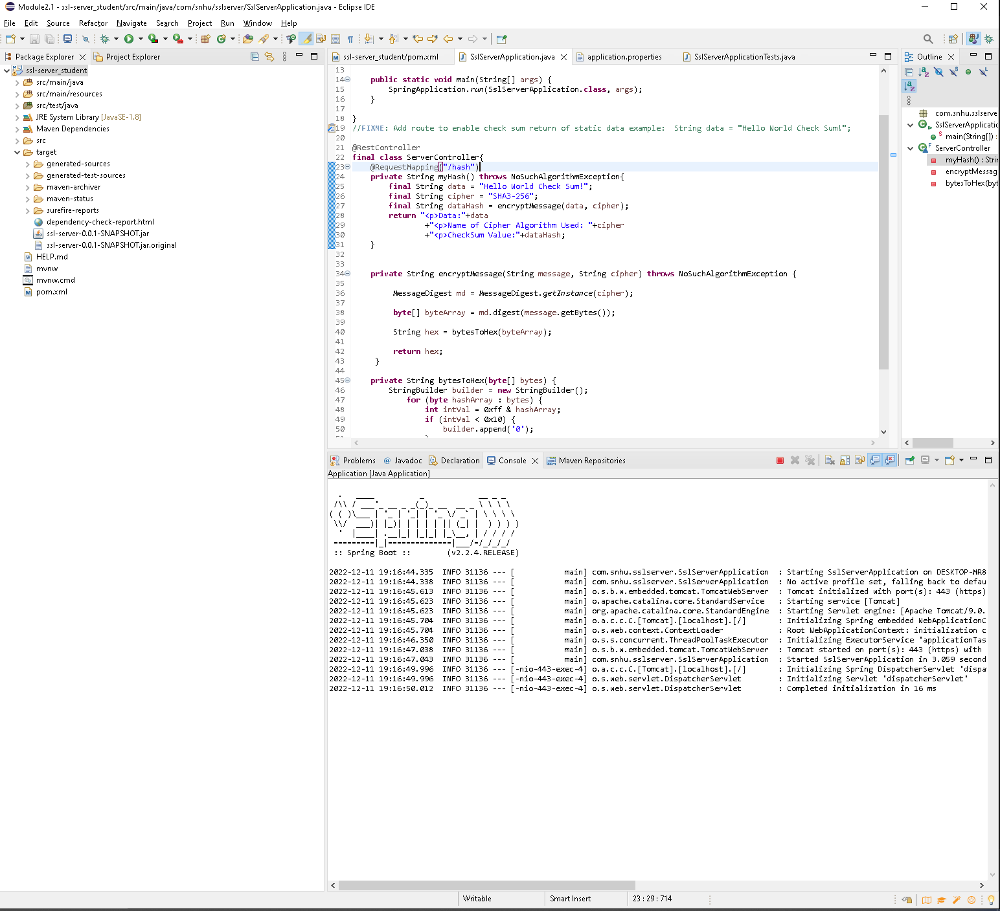 Module2.1 - ssl-server_student/src/main/java/com/snhu/sslserver/SslServerApplication.java - Eclipse IDE
File Edit Source Refactor Navigate Search Project Run Window Help
Package Explorer Project Explorer
ssl-server_student
src/main/java
src/main/resources
src/test/java
JRE System Library [JavaSE-1.8]
Maven Dependencies
src
target
generated-sources
generated-test-sources
maven-archiver
maven-status
surefire-reports
dependency-check-report.html
ssl-server-0.0.1-SNAPSHOT.jar
ssl-server-0.0.1-SNAPSHOT.jar.original
HELP.md
mvnw
mvnw.cmd
pom.xml
ssl-server_student/pom.xml SslServerApplication.java application.properties SslServerApplicationTests.java
13
14 public static void main(String[] args) {
15 SpringApplication.run(SslServerApplication.class, args);
16 }
17
18 }
19 //FIXME: Add route to enable check sum return of static data example:  String data = "Hello World Check Sum!";
20
21 @RestController
22 final class ServerController{
23 @RequestMapping("/hash")
24 private String myHash() throws NoSuchAlgorithmException{
25 final String data = "Hello World Check Sum!";
26 final String cipher = "SHA3-256";
27 final String dataHash = encryptMessage(data, cipher);
28 return "<p>Data:"+data
29 +"<p>Name of Cipher Algorithm Used: "+cipher
30 +"<p>CheckSum Value:"+dataHash;
31 }
32
33
34 private String encryptMessage(String message, String cipher) throws NoSuchAlgorithmException {
35
36 MessageDigest md = MessageDigest.getInstance(cipher);
37
38 byte[] byteArray = md.digest(message.getBytes());
39
40 String hex = bytesToHex(byteArray);
41
42 return hex;
43 }
44
45 private String bytesToHex(byte[] bytes) {
46 StringBuilder builder = new StringBuilder();
47 for (byte hashArray : bytes) {
48 int intVal = 0xff & hashArray;
49 if (intVal < 0x10) {
50 builder.append('0');
Outline
com.snhu.sslserve
SslServerApplicatio
main(String[]) :
ServerController
myHash() : Strin
encryptMessag
bytesToHex(byt
Problems @ Javadoc Declaration Console Maven Repositories
Application [Java Application]
:: Spring Boot ::        (v2.2.4.RELEASE)
2022-12-11 19:16:44.335  INFO 31136 --- [           main] com.snhu.sslserver.SslServerApplication  : Starting SslServerApplication on DESKTOP-MR8
2022-12-11 19:16:44.338  INFO 31136 --- [           main] com.snhu.sslserver.SslServerApplication  : No active profile set, falling back to defau
2022-12-11 19:16:45.613  INFO 31136 --- [           main] o.s.b.w.embedded.tomcat.TomcatWebServer  : Tomcat initialized with port(s): 443 (https)
2022-12-11 19:16:45.623  INFO 31136 --- [           main] o.apache.catalina.core.StandardService   : Starting service [Tomcat]
2022-12-11 19:16:45.623  INFO 31136 --- [           main] org.apache.catalina.core.StandardEngine  : Starting Servlet engine: [Apache Tomcat/9.0.
2022-12-11 19:16:45.704  INFO 31136 --- [           main] o.a.c.c.C.[Tomcat].[localhost].[/]       : Initializing Spring embedded WebApplicationC
2022-12-11 19:16:45.704  INFO 31136 --- [           main] o.s.web.context.ContextLoader            : Root WebApplicationContext: initialization c
2022-12-11 19:16:46.350  INFO 31136 --- [           main] o.s.s.concurrent.ThreadPoolTaskExecutor  : Initializing ExecutorService 'applicationTas
2022-12-11 19:16:47.038  INFO 31136 --- [           main] o.s.b.w.embedded.tomcat.TomcatWebServer  : Tomcat started on port(s): 443 (https) with
2022-12-11 19:16:47.043  INFO 31136 --- [           main] com.snhu.sslserver.SslServerApplication  : Started SslServerApplication in 3.059 second
2022-12-11 19:16:49.996  INFO 31136 --- [-nio-443-exec-4] o.a.c.c.C.[Tomcat].[localhost].[/]       : Initializing Spring DispatcherServlet 'dispa
2022-12-11 19:16:49.996  INFO 31136 --- [-nio-443-exec-4] o.s.web.servlet.DispatcherServlet        : Initializing Servlet 'dispatcherServlet'
2022-12-11 19:16:50.012  INFO 31136 --- [-nio-443-exec-4] o.s.web.servlet.DispatcherServlet        : Completed initialization in 16 ms
Writable Smart Insert 23 : 29 : 714